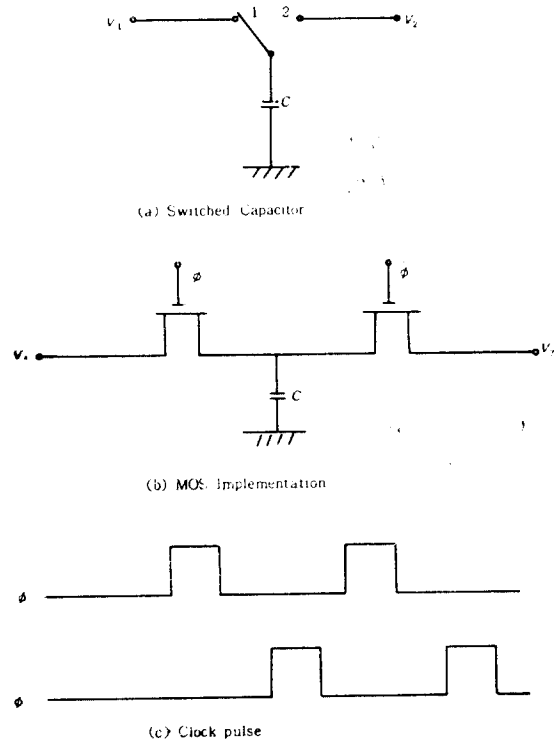 V₁ 1 2 V₂
C
(a) Switched Capacitor
ø ø
V. V,
C
(b) MOS Implementation
ø
ø
(c) Clock pulse